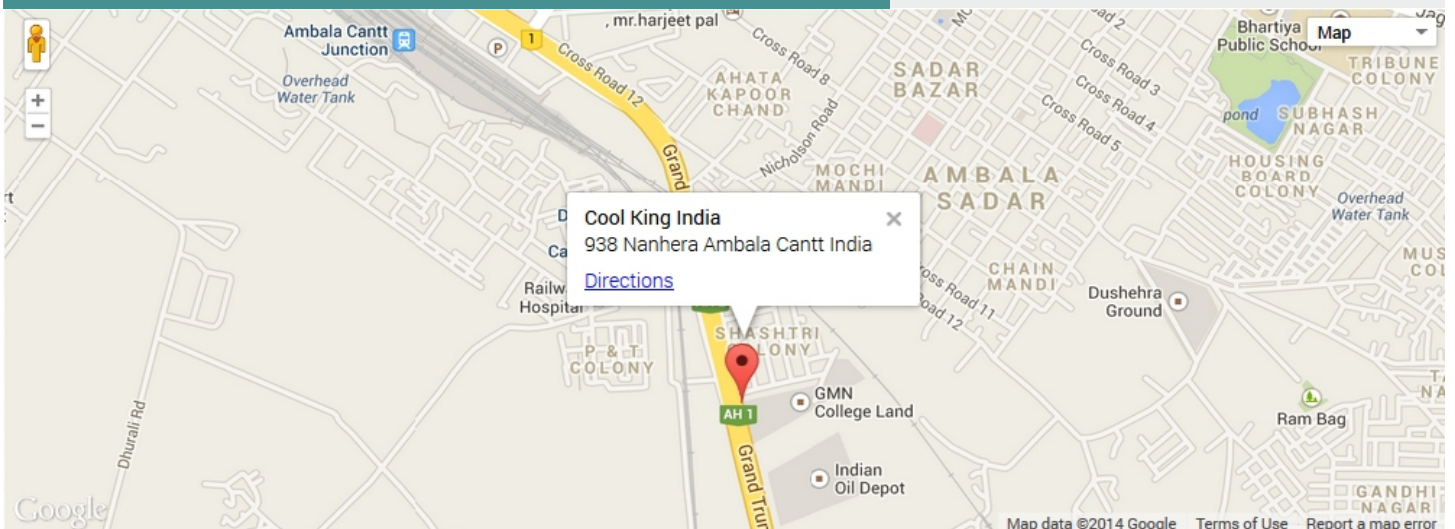 Ambala Cantt
Junction
Overhead
Water Tank
, mr.harjeet pal
P
1
Cross Road 12
Cross Road 8
AHATA
KAPOOR
CHAND
Nicholson Road
MOCHI
MANDI
SADAR
BAZAR
Cross Road 3
Cross Road 4
Cross Road 5
Bhartiya
Public School
Map
TRIBUNE
COLONY
pond
SUBHASH
NAGAR
HOUSING
BOARD
COLONY
Overhead
Water Tank
AMBALA
SADAR
Grand
Cool King India
938 Nanhera Ambala Cantt India
Directions
Hospital
CHAIN
MANDI
Road 11
Dushehra
Ground
P & T
COLONY
SHASHTRI
AH 1
GMN
College Land
Ram Bag
Dhurali Rd
Indian
Oil Depot
Grand
GANDHI
NAGAR
Google
Map data ©2014 Google
Terms of Use
Report a map error